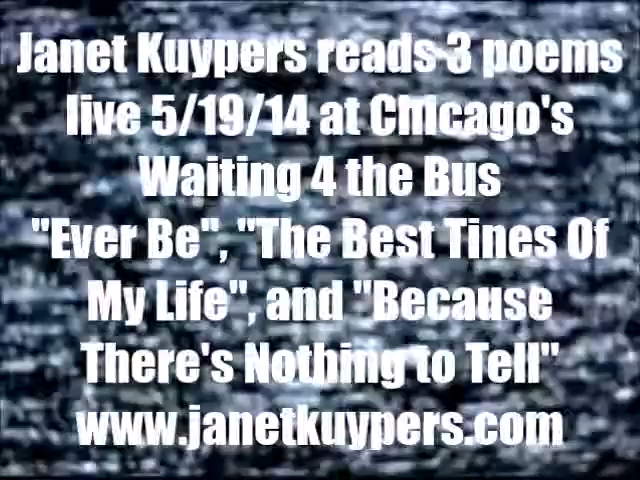 Janet Kuypers reads 3 poems
live 5/19/14 at Chicago's
Waiting 4 the Bus
"Ever Be", "The Best Tines Of
My Life", and "Because
There's Nothing to Tell"
www.janetkuypers.com